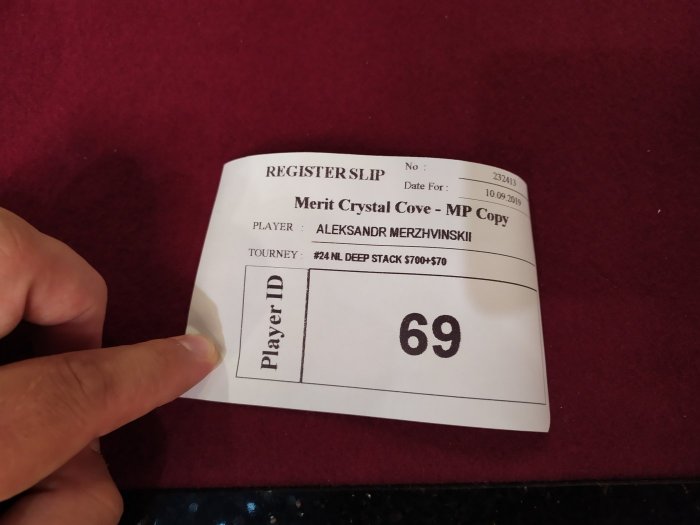 REGISTER SLIP
No : 232413
Date For : 10.09.2019
Merit Crystal Cove - MP Copy
PLAYER : ALEKSANDR MERZHVINSKII
TOURNEY : #24 NL DEEP STACK $700+$70
Player ID
69